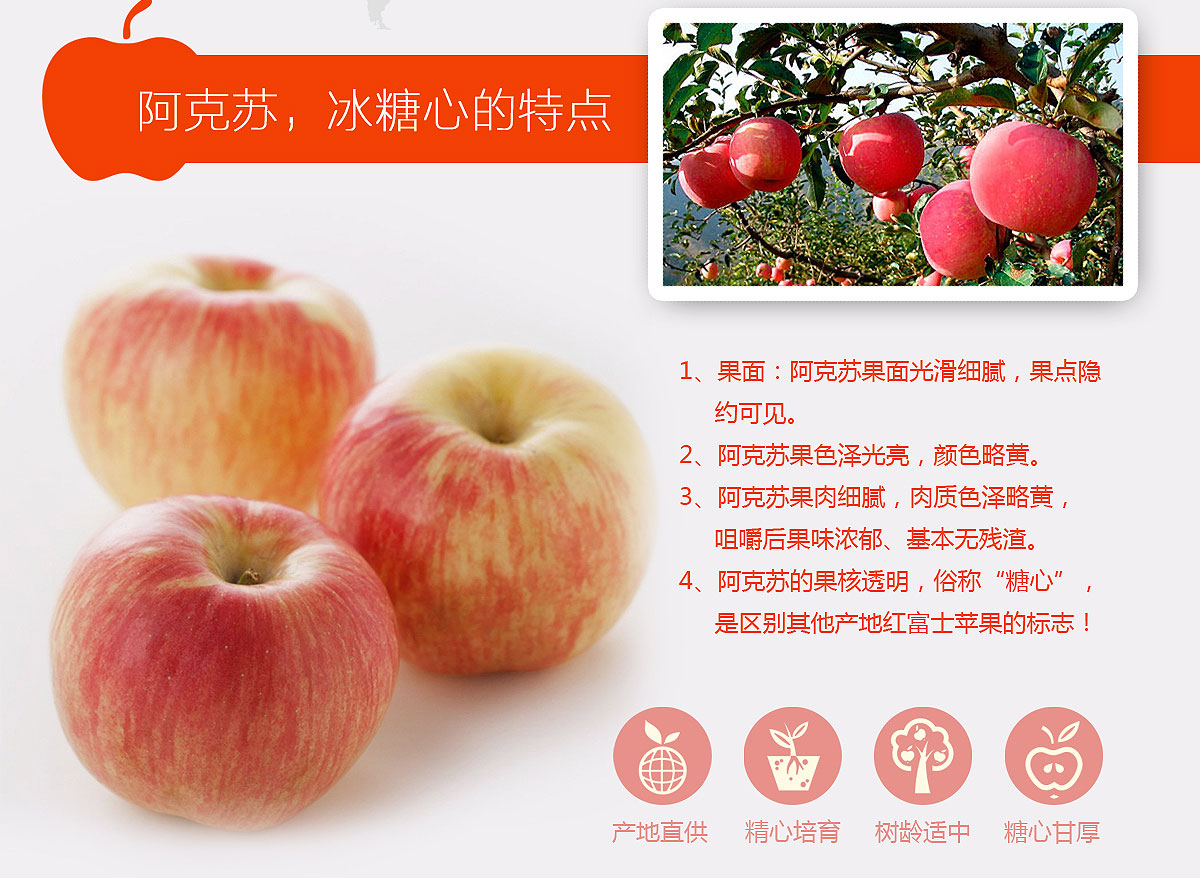 阿克苏，冰糖心的特点
1、果面：阿克苏果面光滑细腻，果点隐
约可见。
2、阿克苏果色泽光亮，颜色略黄。
3、阿克苏果肉细腻，肉质色泽略黄，
咀嚼后果味浓郁、基本无残渣。
4、阿克苏的果核透明，俗称“糖心”，
是区别其他产地红富士苹果的标志！
产地直供 精心培育 树龄适中 糖心甘厚